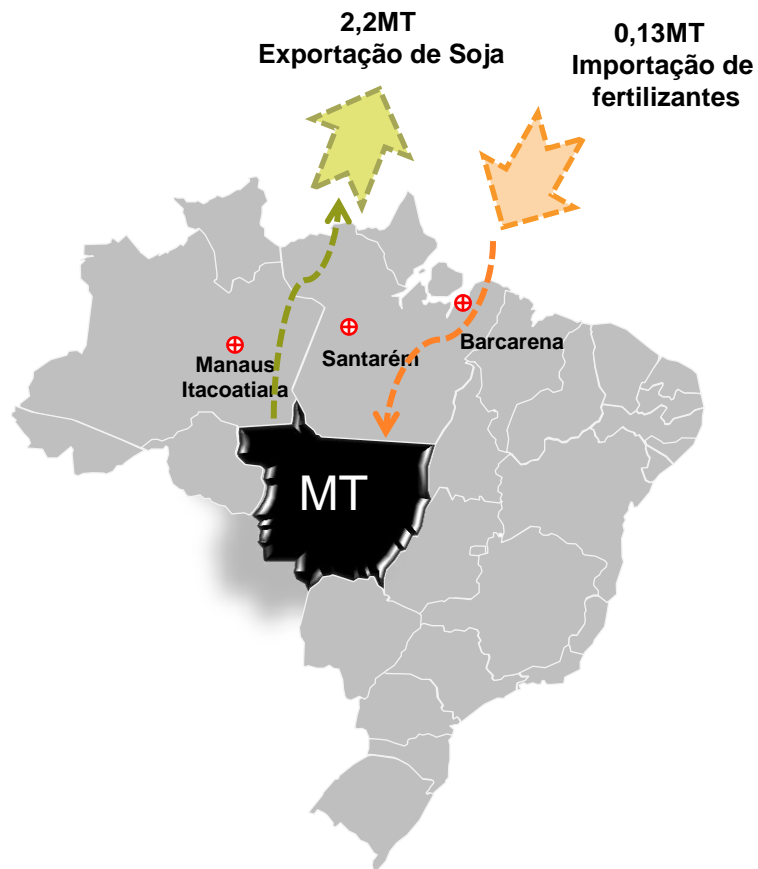 2,2MT
Exportação de Soja
0,13MT
Importação de
fertilizantes
Manaus
Itacoatiara
Santarém
Barcarena
MT